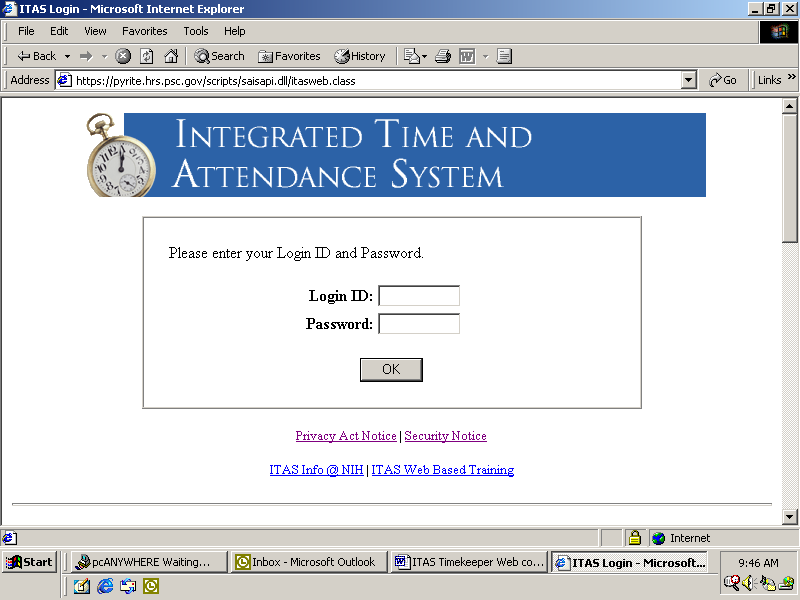 ITAS Login - Microsoft Internet Explorer
File Edit View Favorites Tools Help
Back Search Favorites History
Address https://pyrite.hrs.psc.gov/scripts/saisapi.dll/itasweb.class Go Links »
INTEGRATED TIME AND
ATTENDANCE SYSTEM
Please enter your Login ID and Password.
Login ID:
Password:
OK
Privacy Act Notice | Security Notice
ITAS Info @ NIH | ITAS Web Based Training
Internet
Start pcANYWHERE Waiting... Inbox - Microsoft Outlook ITAS Timekeeper Web co... ITAS Login - Microsoft... 9:46 AM